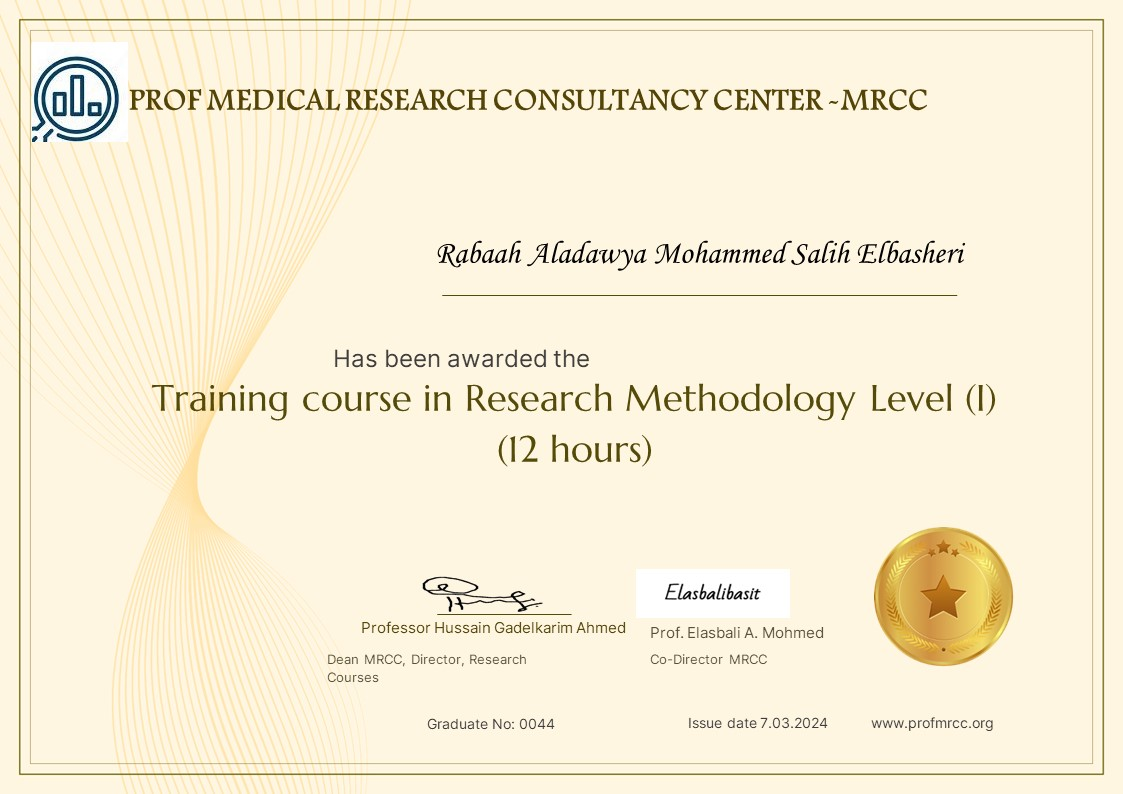 PROF MEDICAL RESEARCH CONSULTANCY CENTER -MRCC
Rabaah Aladawya Mohammed Salih Elbasheri
Has been awarded the
Training course in Research Methodology Level (I)
(12 hours)
Elasbalibasit
Professor Hussain Gadelkarim Ahmed
Prof. Elasbali A. Mohmed
Dean MRCC, Director, Research
Courses
Co-Director MRCC
Graduate No: 0044
Issue date 7.03.2024
www.profmrcc.org